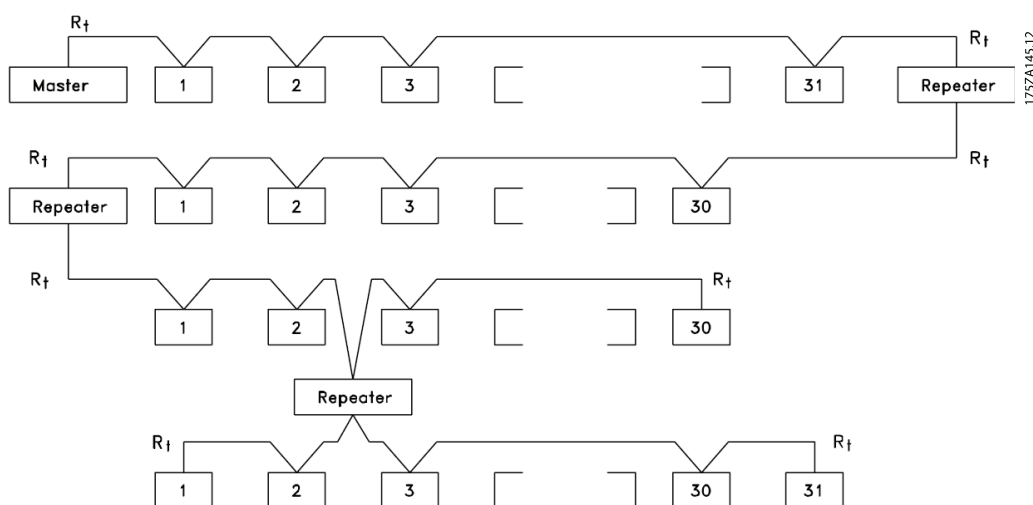 Rt
Rt
Master 1 2 3 31 Repeater
175ZA145.12
Rt
Rt
Repeater 1 2 3 30
Rt
Rt
1 2 3 30
Repeater
Rt
Rt
1 2 3 30 31